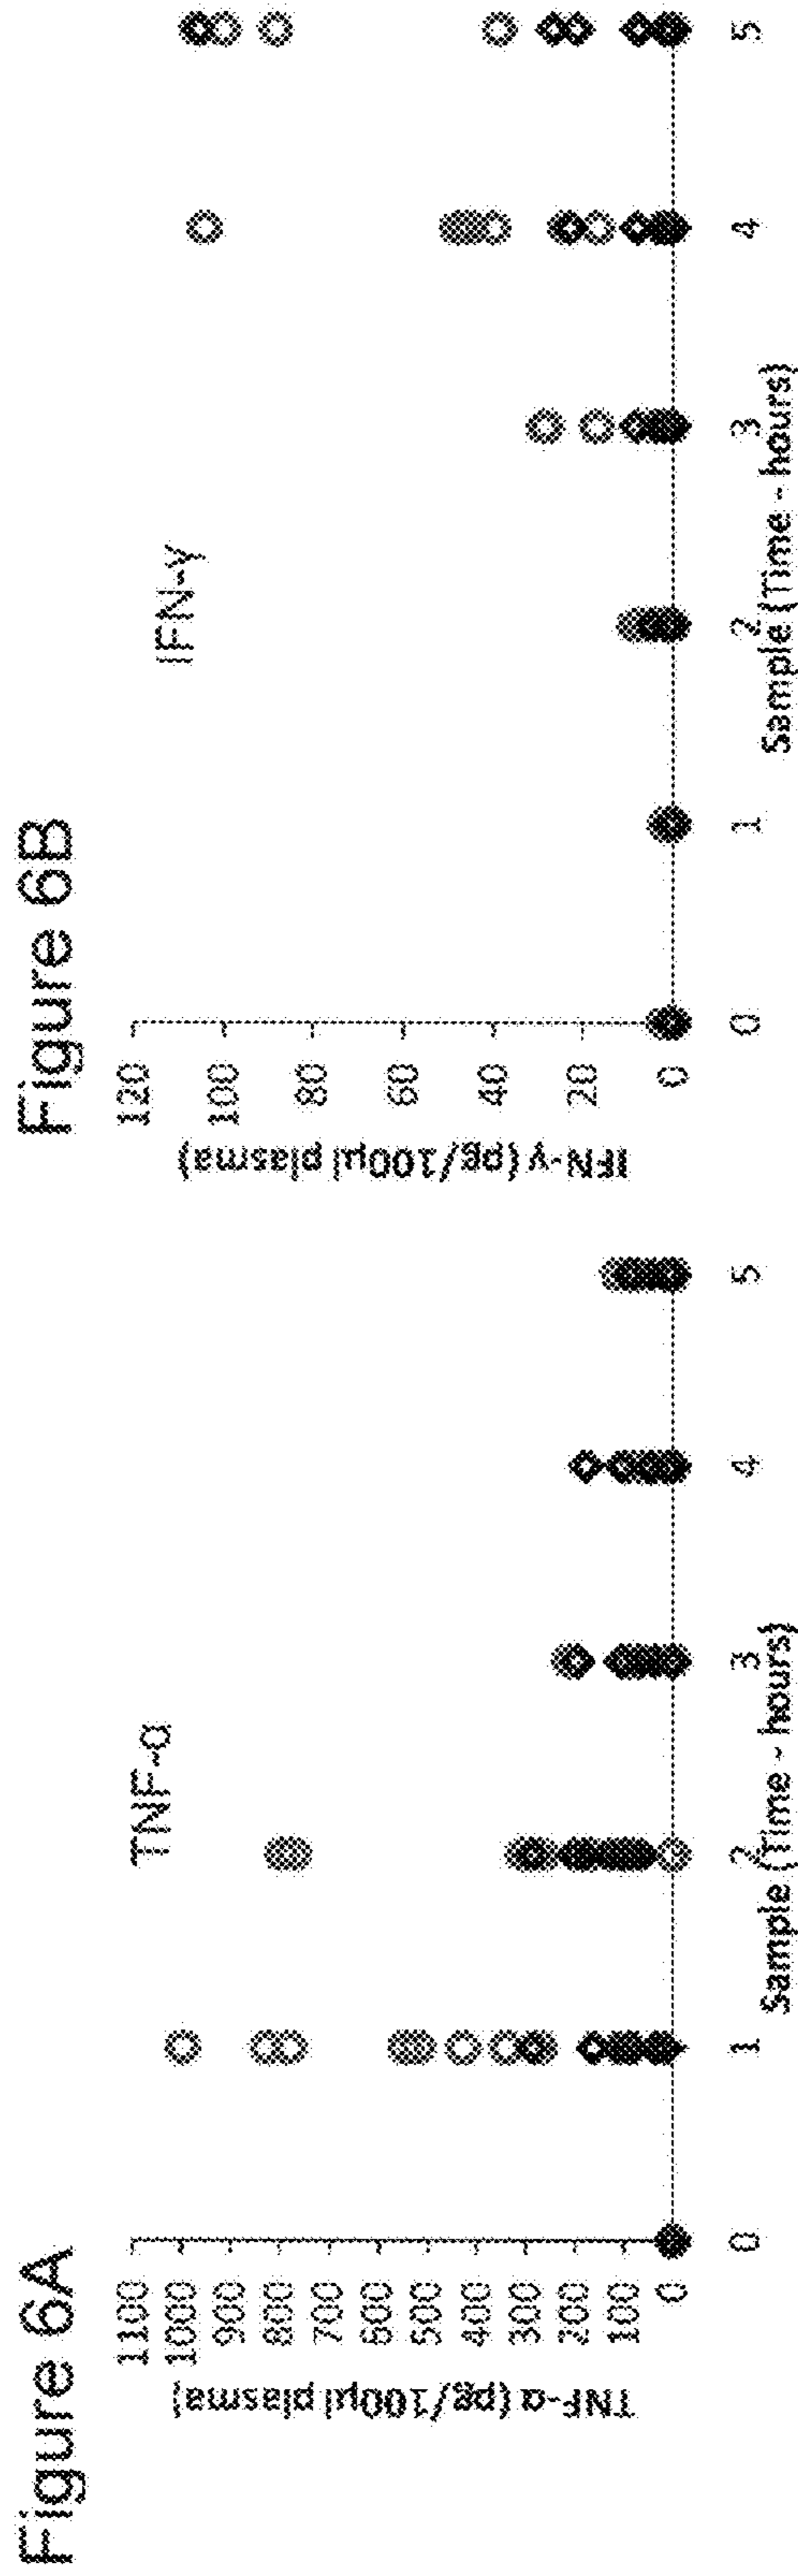 Figure 6A
TNF-α
TNF-α (pg/100µl plasma)
1100
1000
900
800
700
600
500
400
300
200
100
0
0 1 2 3 4 5
Sample (Time - hours)
Figure 6B
IFN-γ
IFN-γ (pg/100µl plasma)
120
100
80
60
40
20
0
0 1 2 3 4 5
Sample (Time - hours)